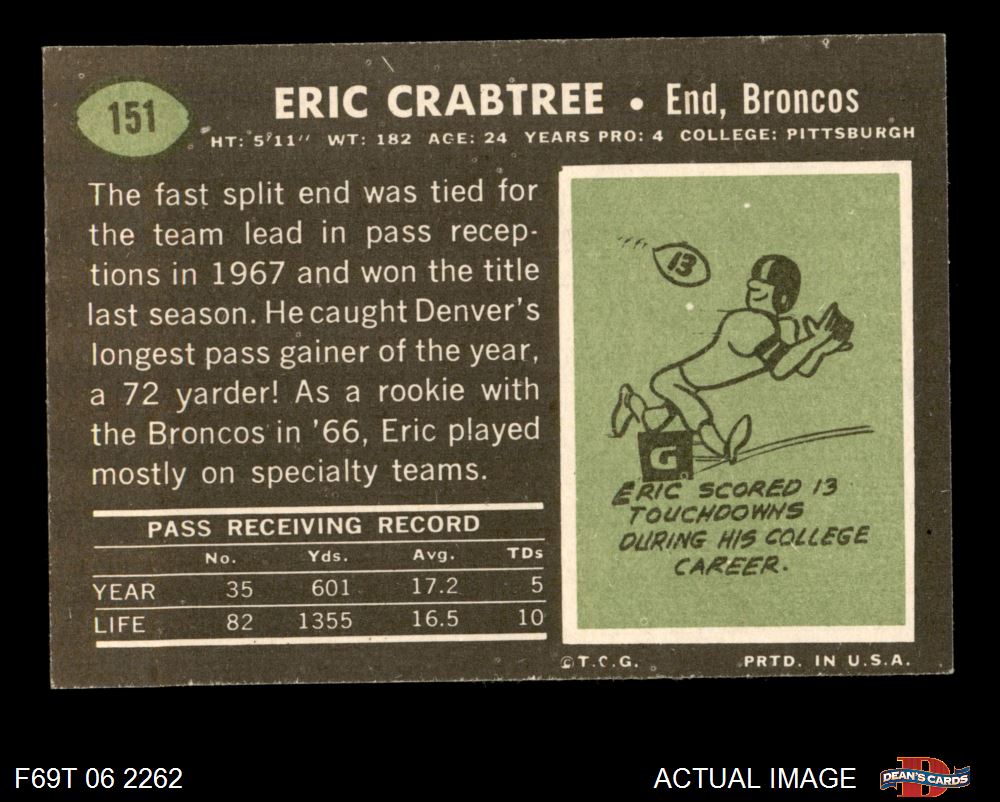 151
ERIC CRABTREE • End, Broncos
HT: 5'11" WT: 182 AGE: 24 YEARS PRO: 4 COLLEGE: PITTSBURGH
The fast split end was tied for
the team lead in pass recep-
tions in 1967 and won the title
last season. He caught Denver's
longest pass gainer of the year,
a 72 yarder! As a rookie with
the Broncos in '66, Eric played
mostly on specialty teams.
PASS RECEIVING RECORD
No. Yds. Avg. TDs
YEAR 35 601 17.2 5
LIFE 82 1355 16.5 10
13
G
ERIC SCORED 13
TOUCHDOWNS
DURING HIS COLLEGE
CAREER.
©T.C.G. PRTD. IN U.S.A.
F69T 06 2262
ACTUAL IMAGE
D
DEAN'S CARDS